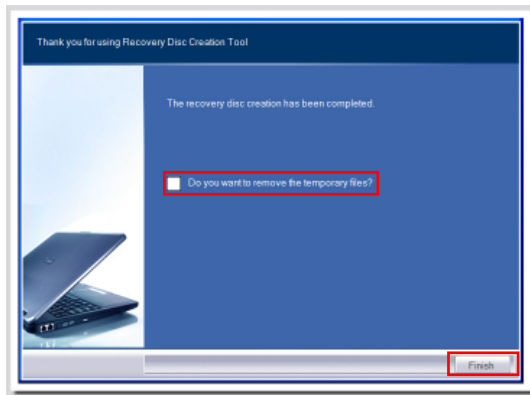 Thank you for using Recovery Disc Creation Tool
The recovery disc creation has been completed.
Do you want to remove the temporary files?
Finish